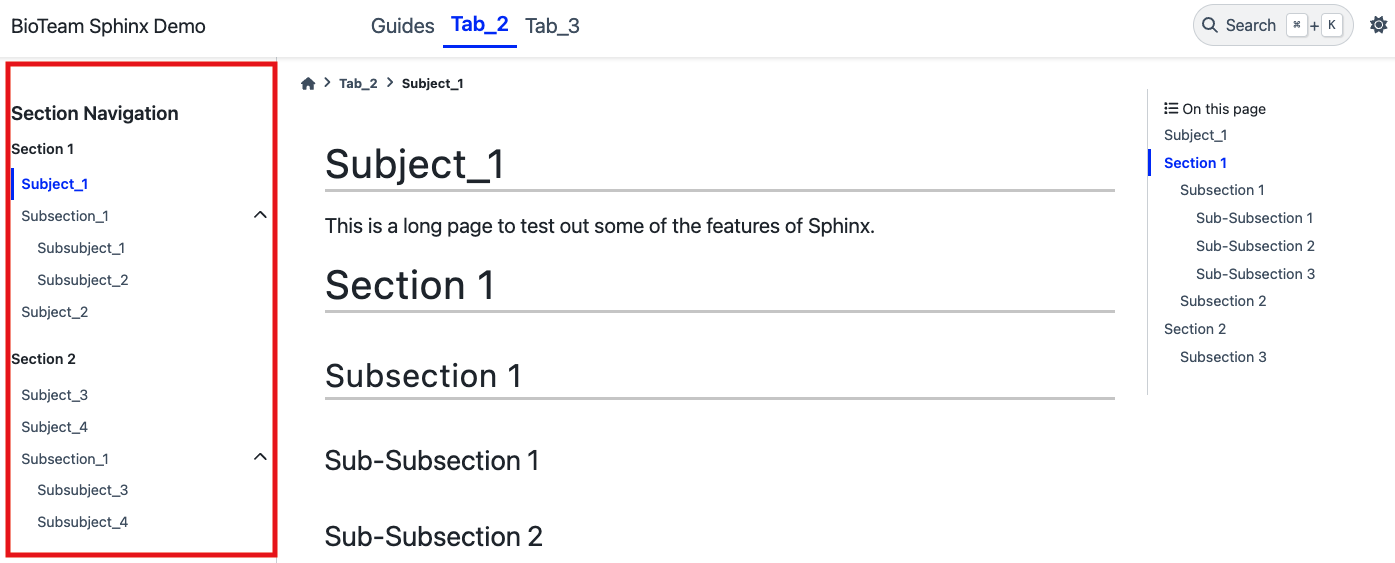 BioTeam Sphinx Demo
Guides Tab_2 Tab_3
Search ⌘ + K
Section Navigation
Section 1
Subject_1
Subsection_1
Subsubject_1
Subsubject_2
Subject_2
Section 2
Subject_3
Subject_4
Subsection_1
Subsubject_3
Subsubject_4
Tab_2 Subject_1
Subject_1
This is a long page to test out some of the features of Sphinx.
Section 1
Subsection 1
Sub-Subsection 1
Sub-Subsection 2
On this page
Subject_1
Section 1
Subsection 1
Sub-Subsection 1
Sub-Subsection 2
Sub-Subsection 3
Subsection 2
Section 2
Subsection 3